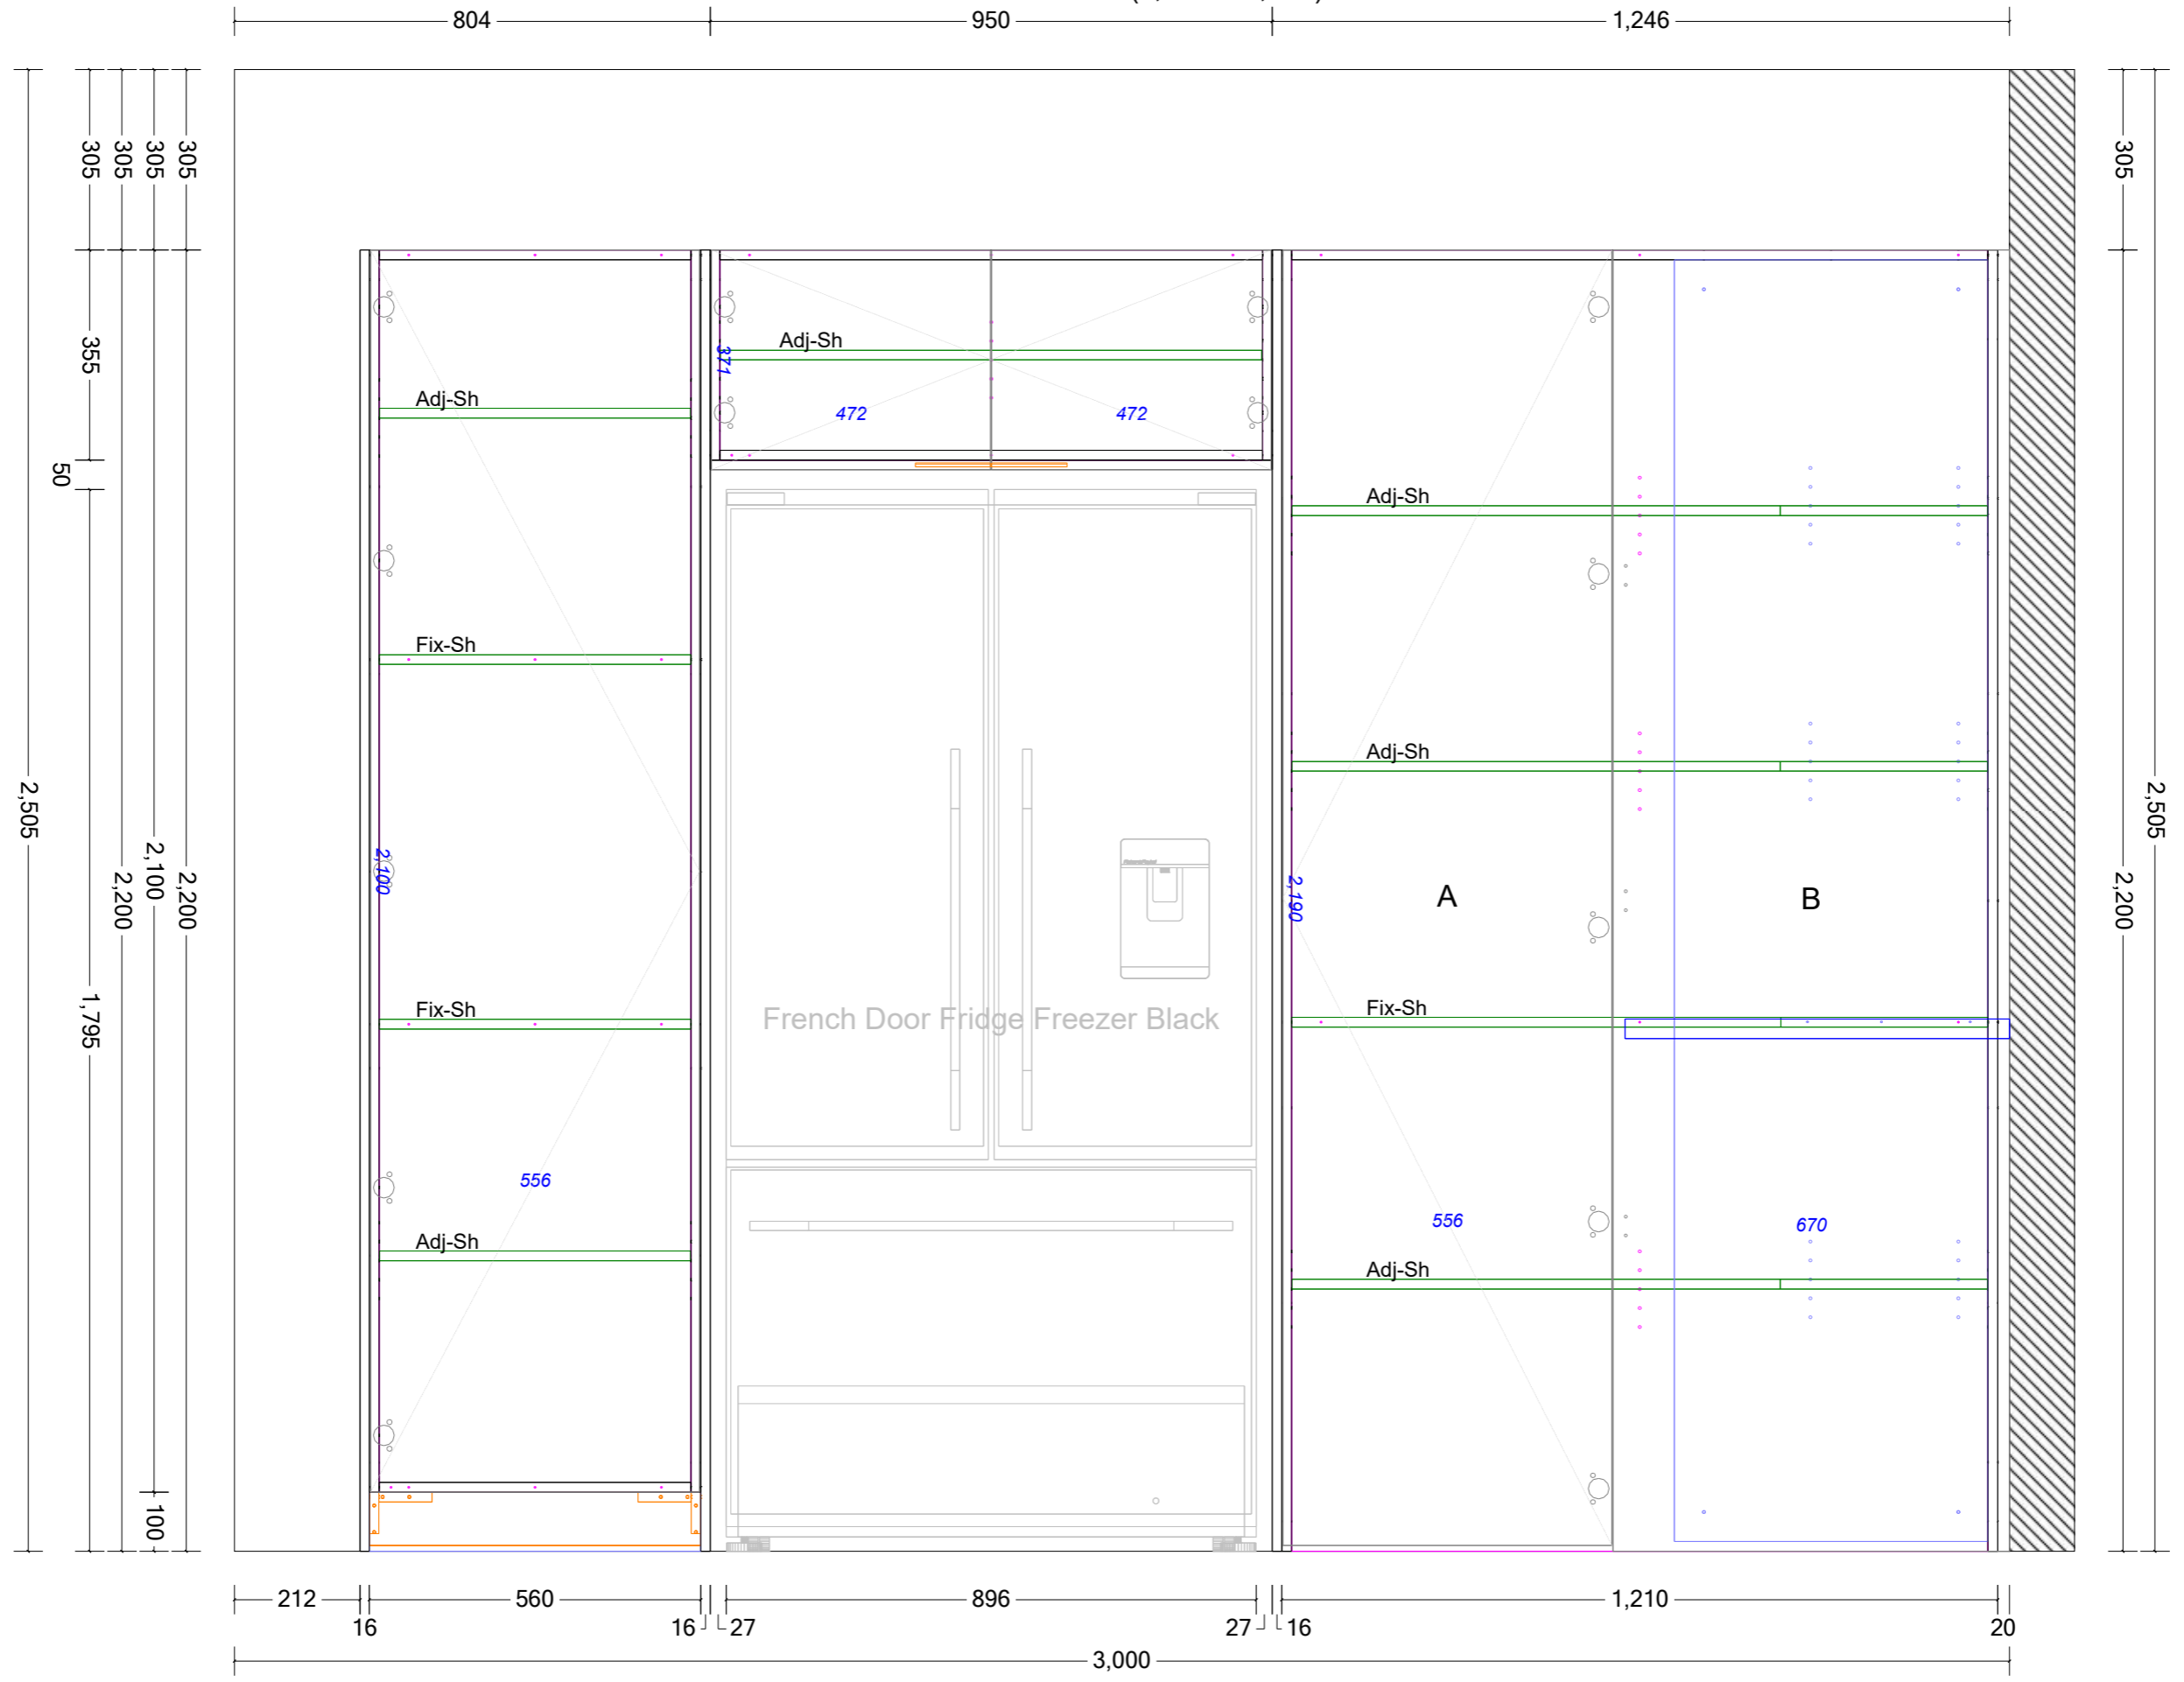 804 950 1,246
305 305 305 305 305
Adj-Sh
371
355
Adj-Sh
472 472
50
Adj-Sh
Fix-Sh
Adj-Sh
2,505 2,505
2,100 2,200 2,200 2,200
2,100 2,190
A B
1,795
Fix-Sh
French Door Fridge Freezer Black
Fix-Sh
556
556 670
Adj-Sh
Adj-Sh
100
212 560 896 1,210
16 16 27 27 16 20
3,000